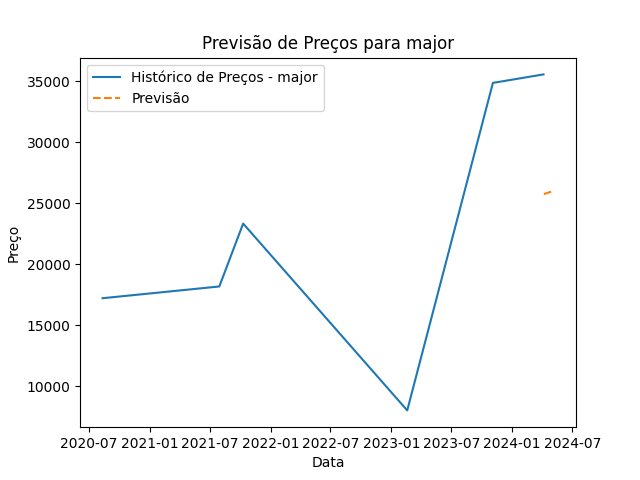 Previsão de Preços para major
Histórico de Preços - major
Previsão
Preço
35000
30000
25000
20000
15000
10000
2020-07 2021-01 2021-07 2022-01 2022-07 2023-01 2023-07 2024-01 2024-07
Data